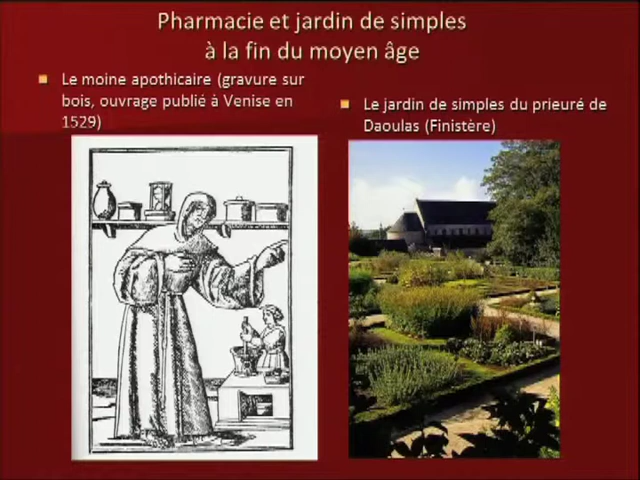 Pharmacie et jardin de simples
à la fin du moyen âge
Le moine apothicaire (gravure sur
bois, ouvrage publié à Venise en
1529)
Le jardin de simples du prieuré de
Daoulas (Finistère)